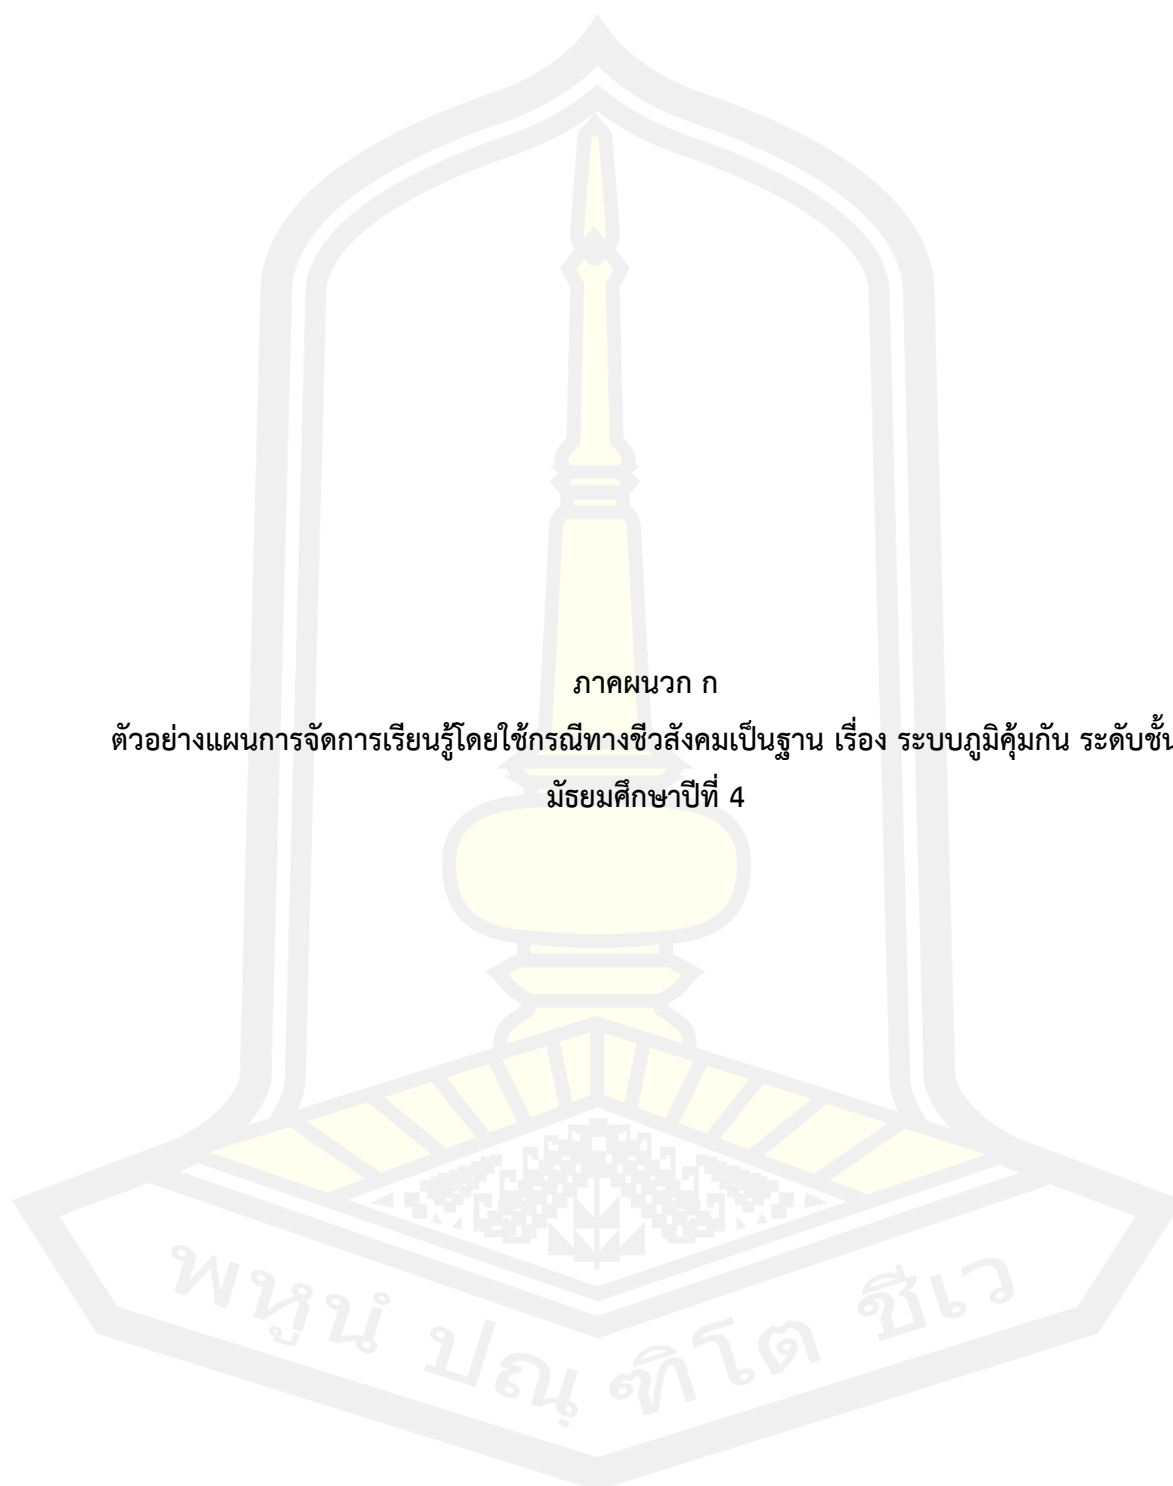 ภาคผนวก ก
ตัวอย่างแผนการจัดการเรียนรู้โดยใช้กรณีทางชีวสังคมเป็นฐาน เรื่อง ระบบภูมิคุ้มกัน ระดับชั้น
มัธยมศึกษาปีที่ 4
พหูนํ ปณฺฑิโต ชีเว